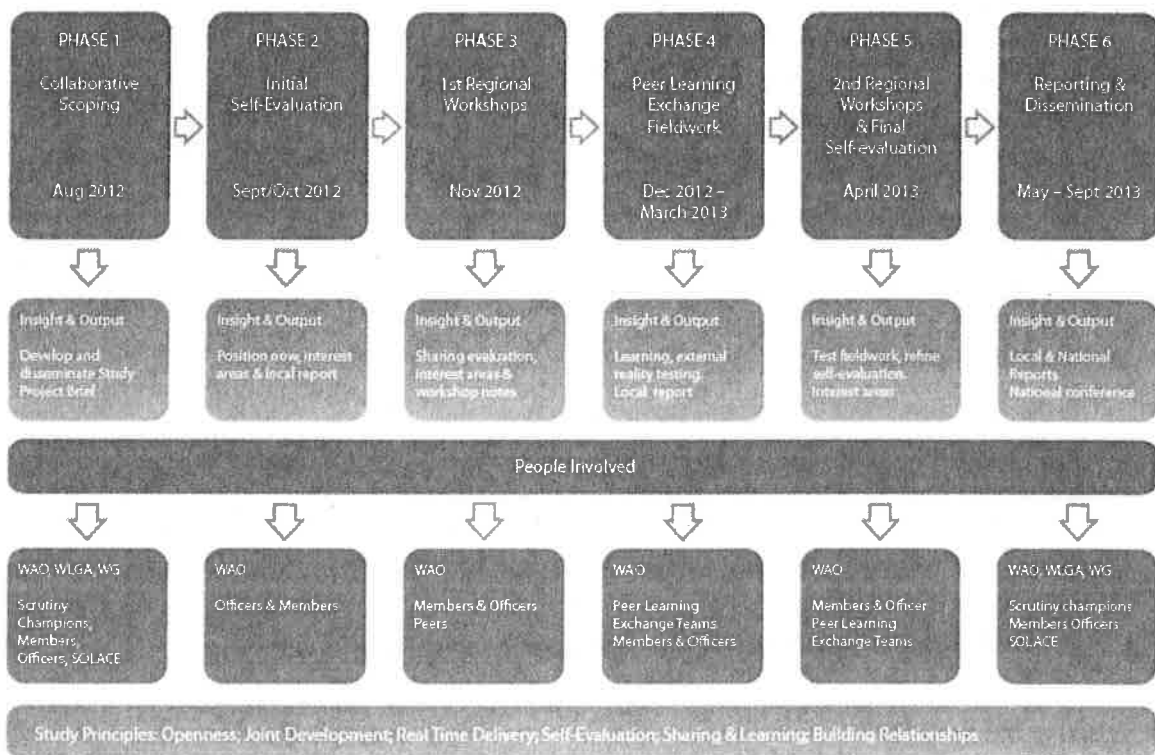 PHASE 1
Collaborative
Scoping
Aug 2012
PHASE 2
Initial
Self-Evaluation
Sept/Oct 2012
PHASE 3
1st Regional
Workshops
Nov 2012
PHASE 4
Peer Learning
Exchange
Fieldwork
Dec 2012 –
March 2013
PHASE 5
2nd Regional
Workshops
& Final
Self-evaluation
April 2013
PHASE 6
Reporting &
Dissemination
May – Sept 2013
Insight & Output
Develop and
disseminate Study
Project Brief
Insight & Output
Position now, interest
areas & local report
Insight & Output
Sharing evaluation,
interest areas &
workshop notes
Insight & Output
Learning, external
reality testing.
Local report
Insight & Output
Test fieldwork, refine
self-evaluation.
Interest areas
Insight & Output
Local & National
Reports
National conference
People Involved
WAO, WLGA, WG
Scrutiny
Champions,
Members,
Officers, SOLACE
WAO
Officers & Members
WAO
Members & Officers
Peers
WAO
Peer Learning
Exchange Teams
Members & Officers
WAO
Members & Officer
Peer Learning
Exchange Teams
WAO, WLGA, WG
Scrutiny champions
Members Officers
SOLACE
Study Principles: Openness; Joint Development; Real Time Delivery; Self-Evaluation; Sharing & Learning; Building Relationships